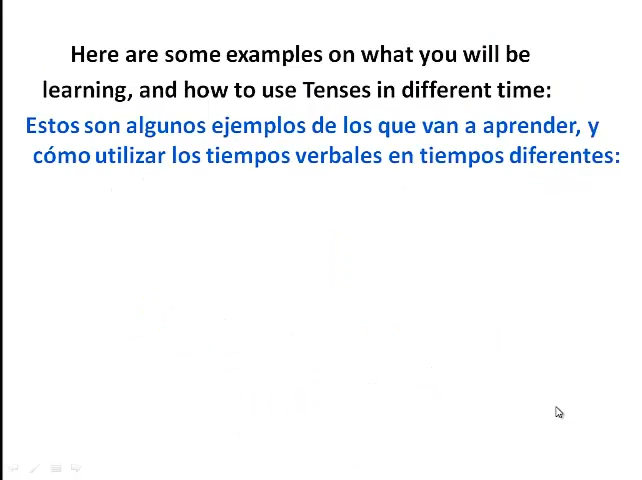 Here are some examples on what you will be
learning, and how to use Tenses in different time:
Estos son algunos ejemplos de los que van a aprender, y
cómo utilizar los tiempos verbales en tiempos diferentes: